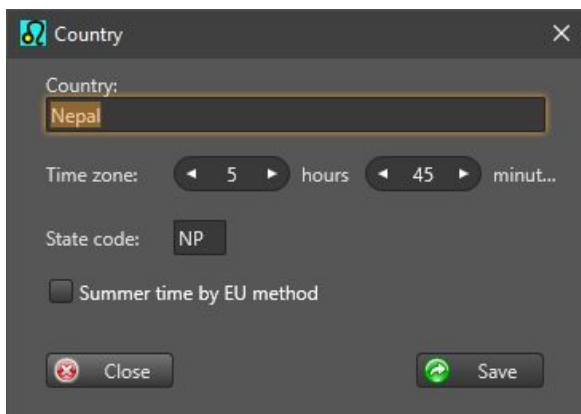 Country
Country:
Nepal
Time zone: 5 hours 45 minut...
State code: NP
Summer time by EU method
Close Save